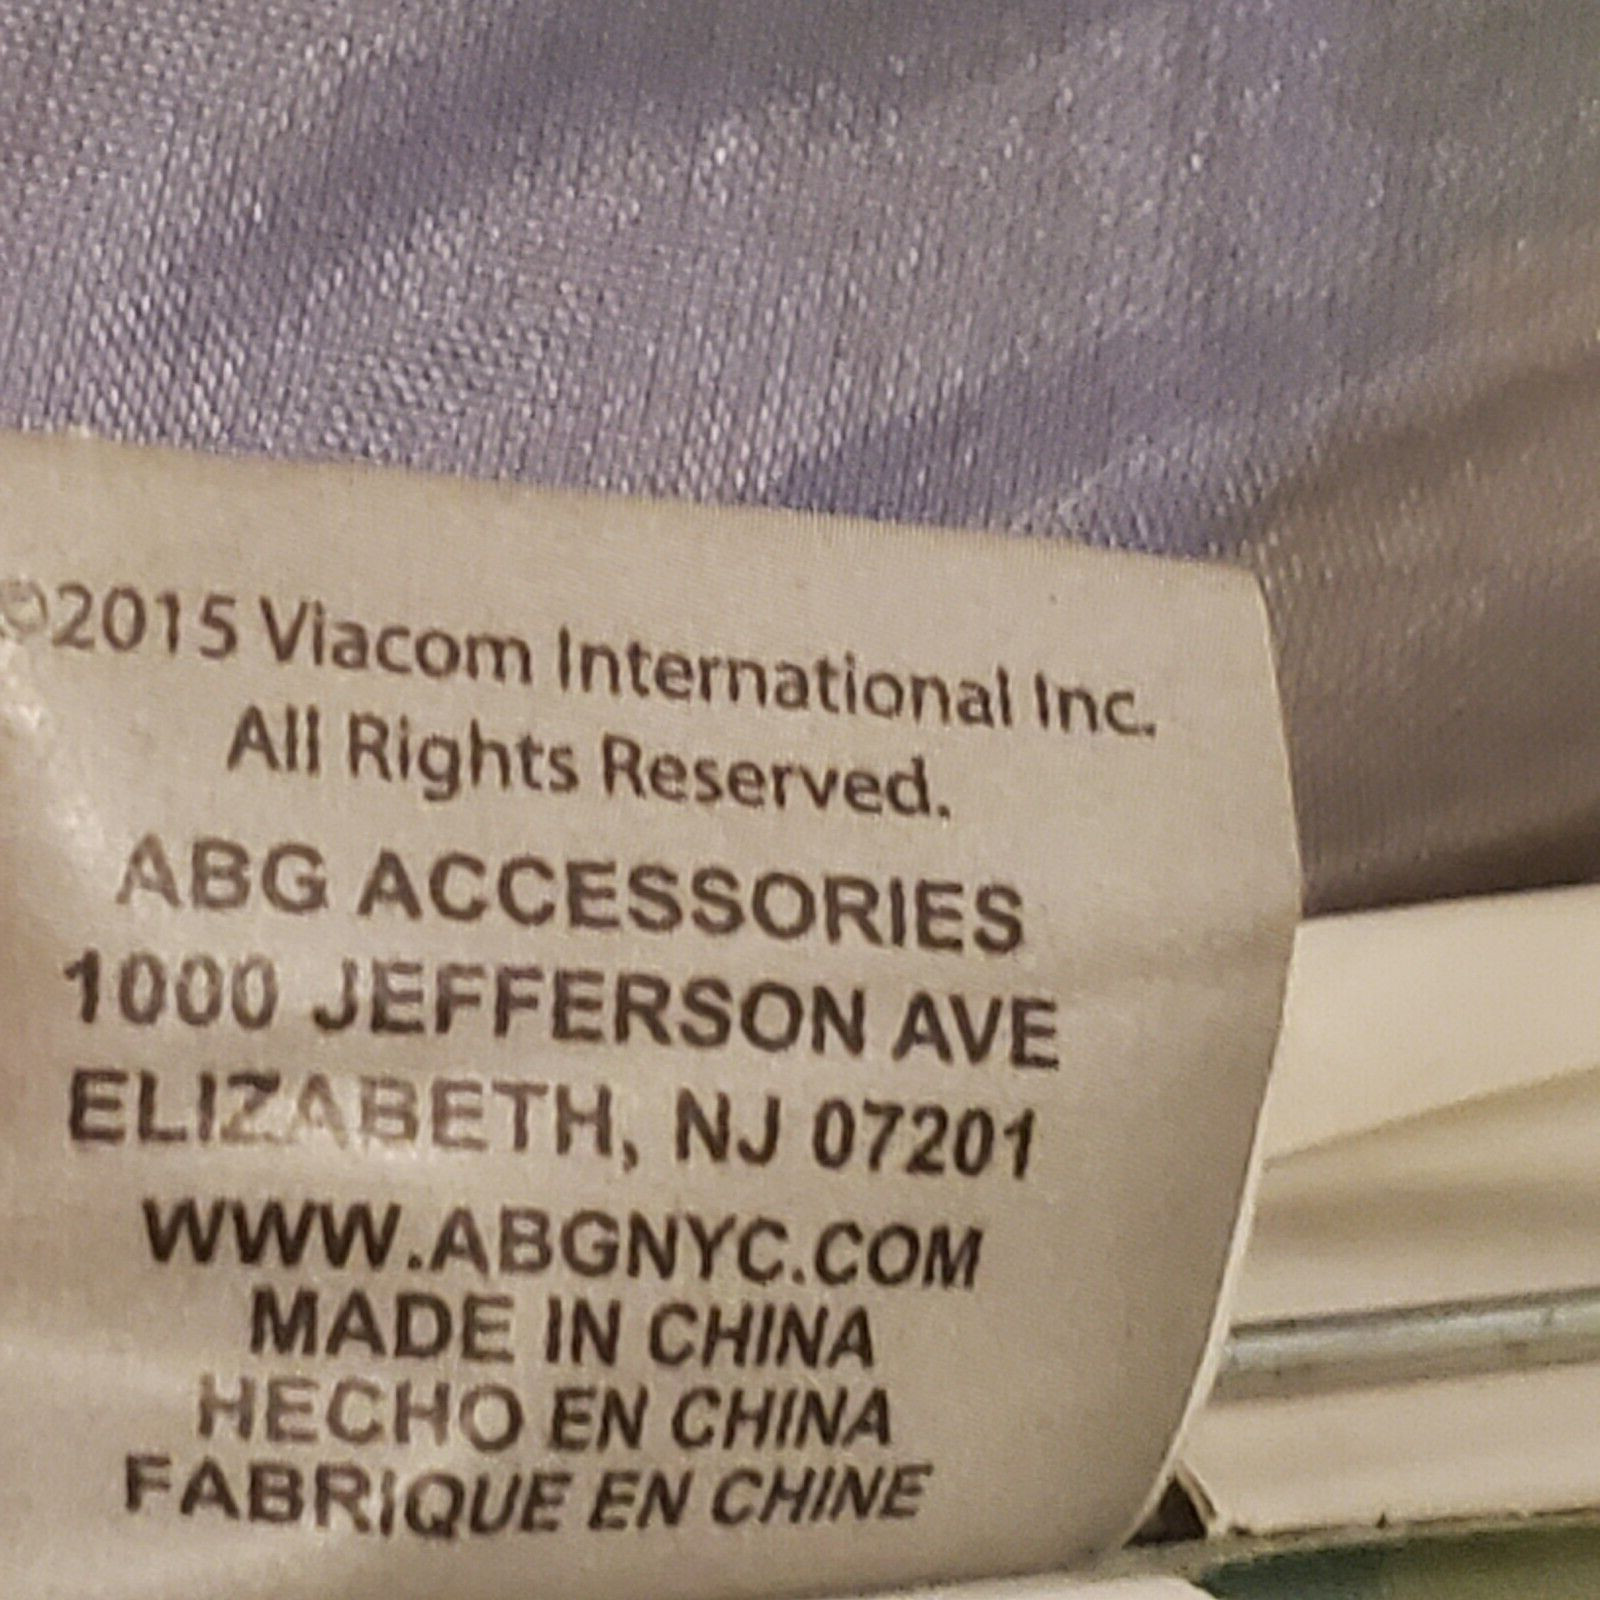 ©2015 Viacom International Inc.
All Rights Reserved.
ABG ACCESSORIES
1000 JEFFERSON AVE
ELIZABETH, NJ 07201
WWW.ABGNYC.COM
MADE IN CHINA
HECHO EN CHINA
FABRIQUE EN CHINE